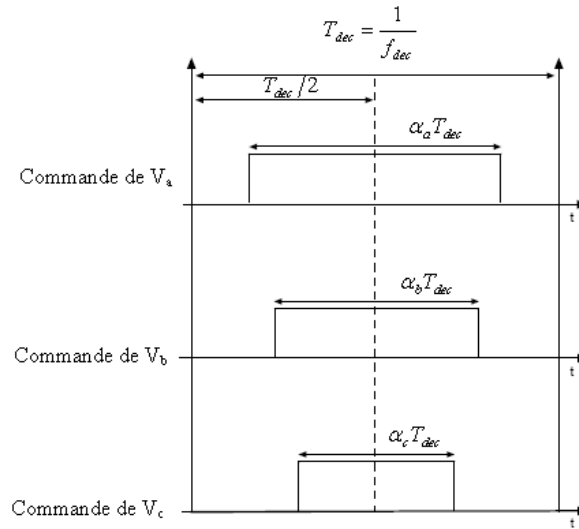 T_dec = 1 / f_dec
T_dec /2
α_a T_dec
Commande de V_a
t
α_b T_dec
Commande de V_b
t
α_c T_dec
Commande de V_c
t